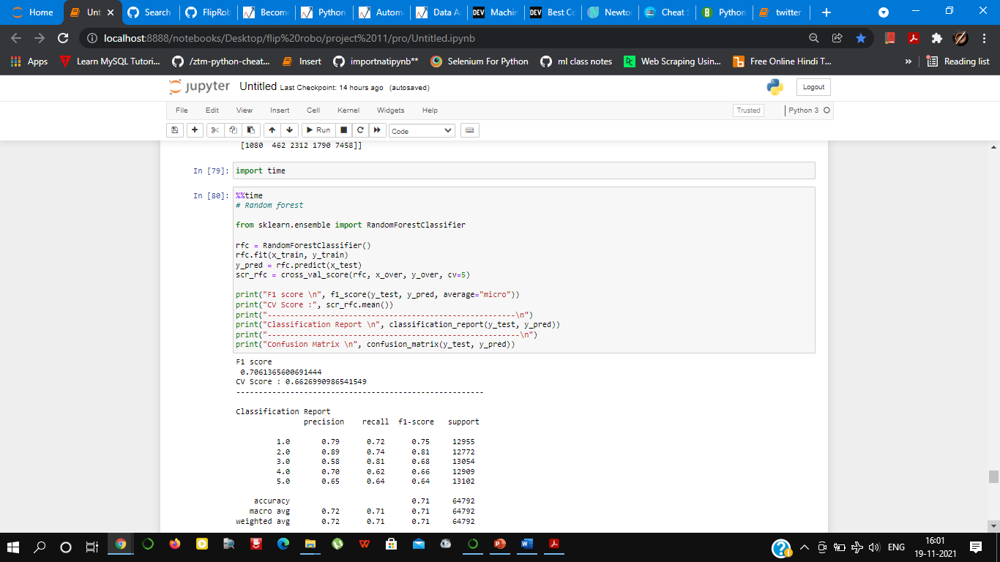 Home Unt Search FlipRob Become Python Autom Data A DEV Machin DEV Best Co Newto Cheat S B Python twitter
localhost:8888/notebooks/Desktop/flip%20robo/project%2011/pro/Untitled.ipynb
Apps Learn MySQL Tutori... /ztm-python-cheat... Insert importnatipynb** Selenium For Python ml class notes Web Scraping Usin... Free Online Hindi T... » Reading list
jupyter Untitled Last Checkpoint: 14 hours ago (autosaved) Logout
File Edit View Insert Cell Kernel Widgets Help Trusted Python 3
Run Code
[1080 462 2312 1790 7458]]
In [79]: import time
In [80]: %%time
# Random forest
from sklearn.ensemble import RandomForestClassifier
rfc = RandomForestClassifier()
rfc.fit(x_train, y_train)
y_pred = rfc.predict(x_test)
scr_rfc = cross_val_score(rfc, x_over, y_over, cv=5)
print("F1 score \n", f1_score(y_test, y_pred, average="micro"))
print("CV Score :", scr_rfc.mean())
print("-------------------------------------------------------\n")
print("Classification Report \n", classification_report(y_test, y_pred))
print("--------------------------------------------------------\n")
print("Confusion Matrix \n", confusion_matrix(y_test, y_pred))
F1 score
0.7061365600691444
CV Score : 0.6626990986541549
-------------------------------------------------------
Classification Report
precision recall f1-score support
1.0 0.79 0.72 0.75 12955
2.0 0.89 0.74 0.81 12772
3.0 0.58 0.81 0.68 13054
4.0 0.70 0.62 0.66 12909
5.0 0.65 0.64 0.64 13102
accuracy 0.71 64792
macro avg 0.72 0.71 0.71 64792
weighted avg 0.72 0.71 0.71 64792
ENG 16:01
19-11-2021